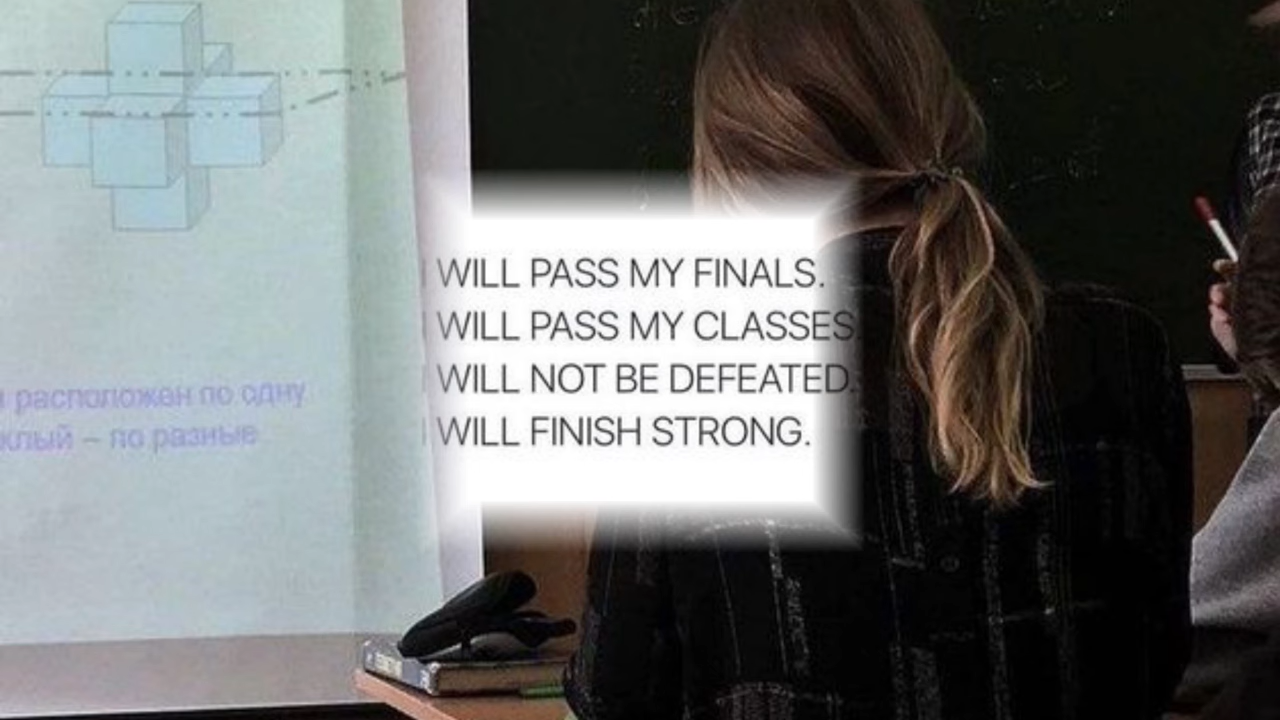 расположен по одну
клый – по разные
I WILL PASS MY FINALS.
I WILL PASS MY CLASSES.
I WILL NOT BE DEFEATED.
I WILL FINISH STRONG.